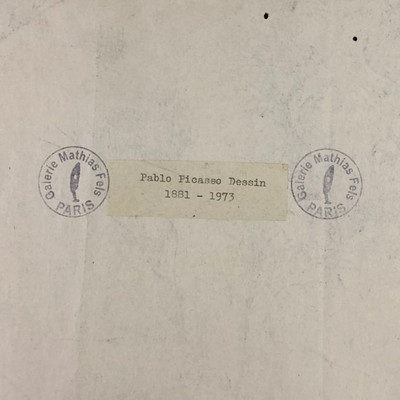 Galerie Mathias Fels
PARIS
Pablo Picasso Dessin
1881 - 1973
Galerie Mathias Fels
PARIS